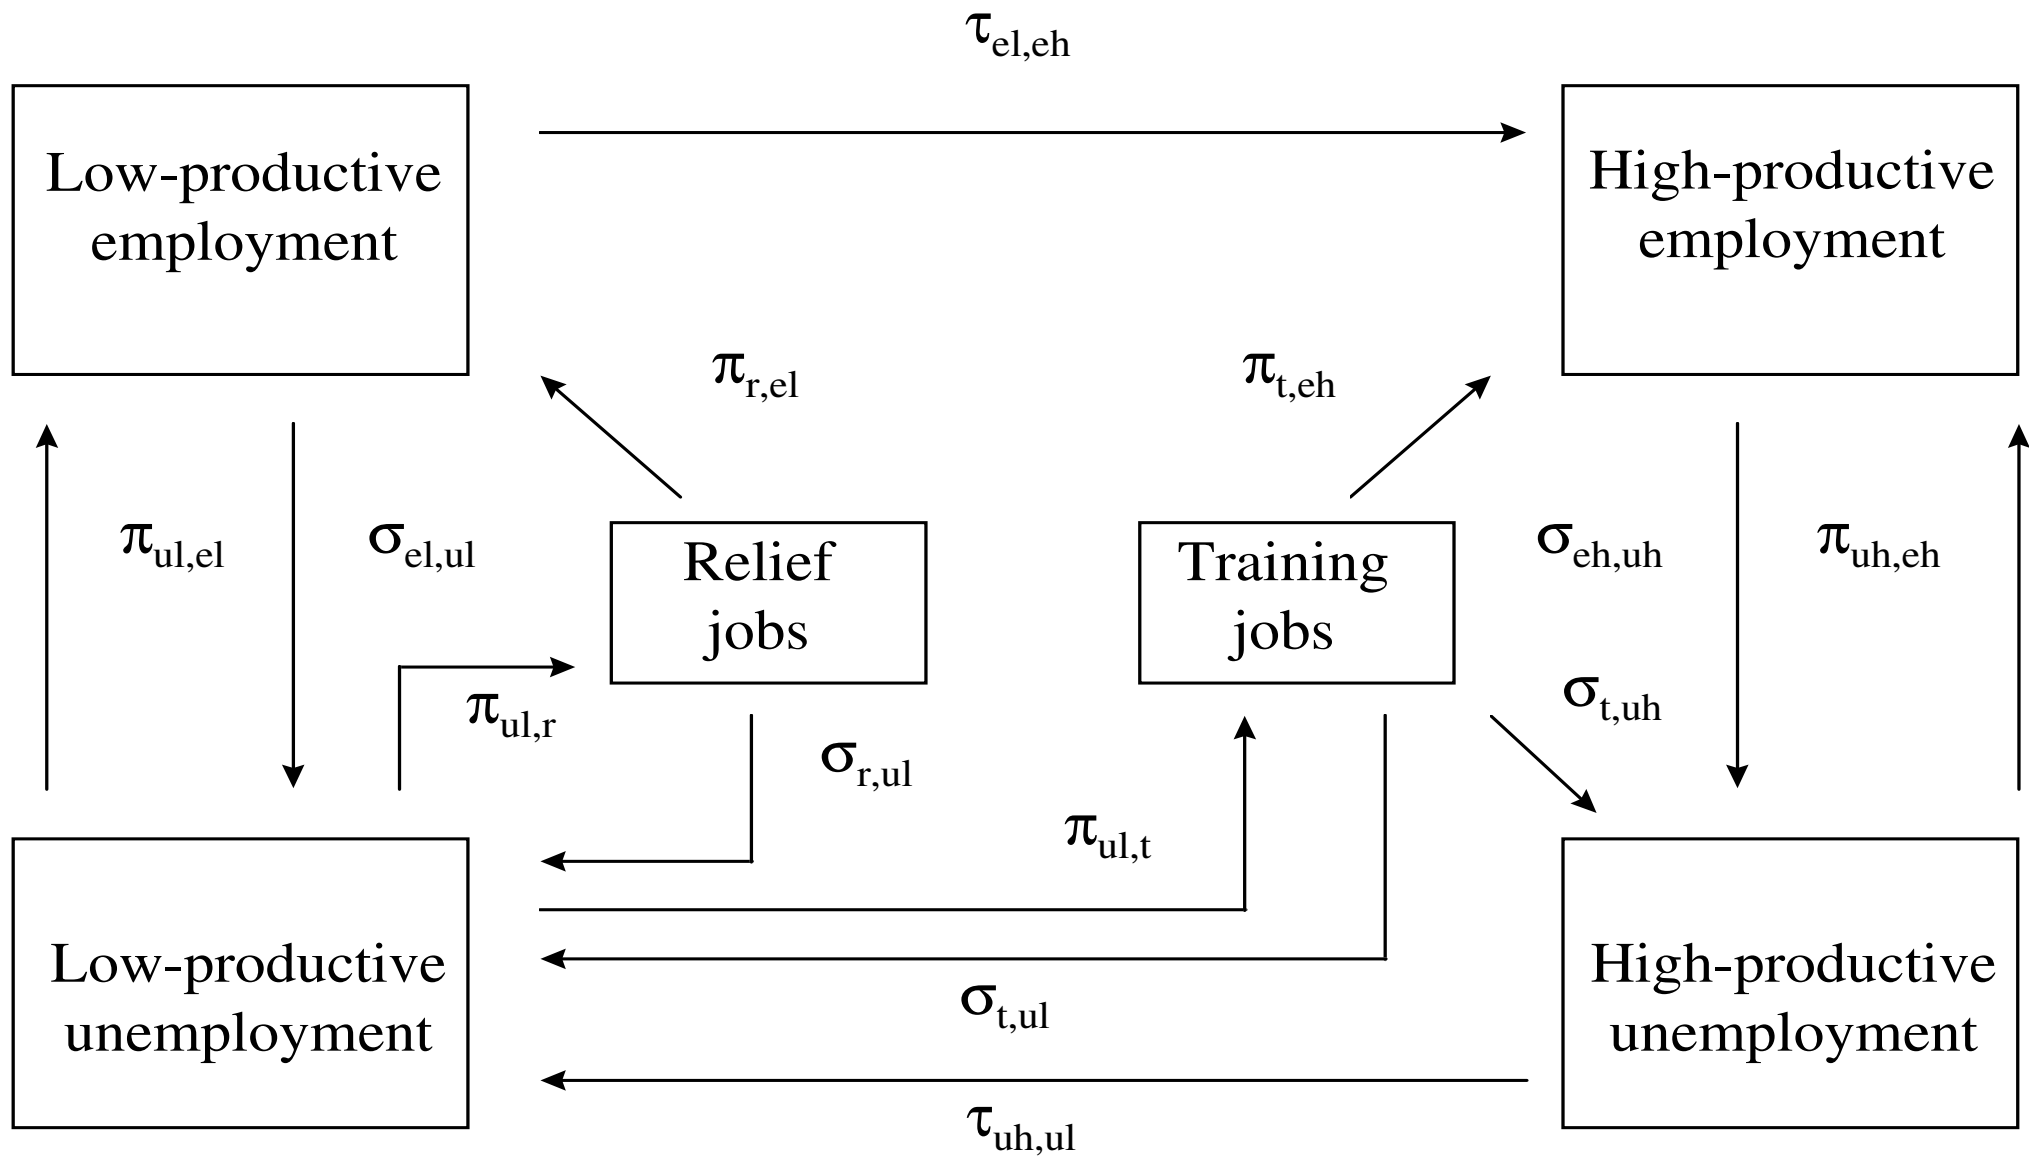 τel,eh
Low-productive
employment
High-productive
employment
πr,el
πt,eh
πul,el
σel,ul
Relief
jobs
Training
jobs
σeh,uh
πuh,eh
πul,r
σr,ul
σt,uh
πul,t
Low-productive
unemployment
High-productive
unemployment
σt,ul
τuh,ul